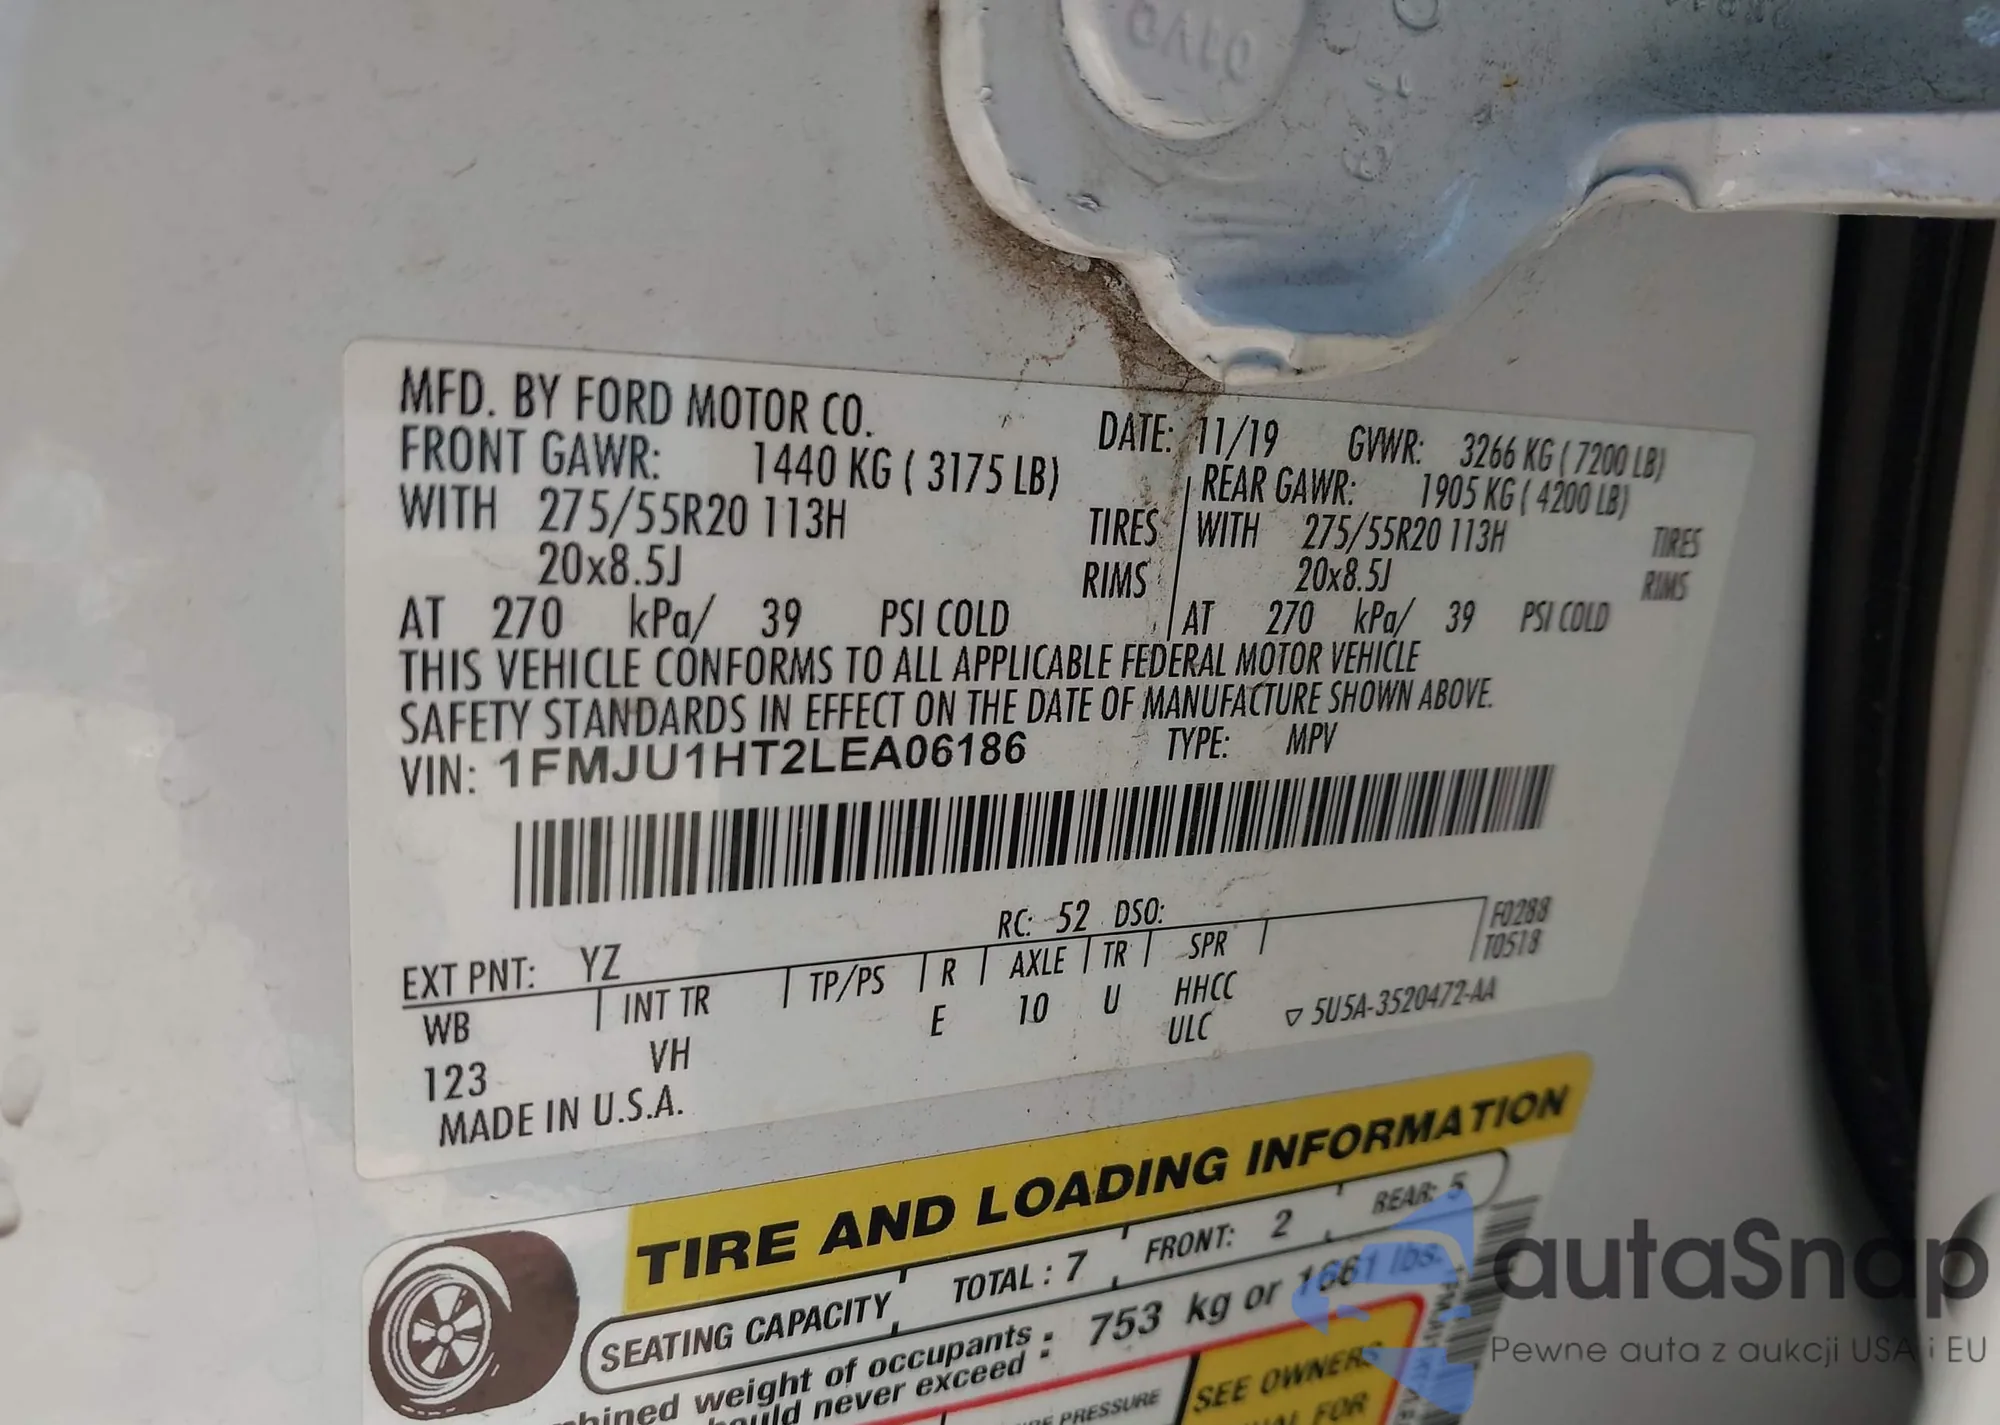 MFD. BY FORD MOTOR CO.
DATE: 11/19 GVWR: 3266 KG ( 7200 LB)
FRONT GAWR: 1440 KG ( 3175 LB)
REAR GAWR: 1905 KG ( 4200 LB)
WITH 275/55R20 113H TIRES
WITH 275/55R20 113H TIRES
20x8.5J RIMS
20x8.5J RIMS
AT 270 kPa/ 39 PSI COLD
AT 270 kPa/ 39 PSI COLD
THIS VEHICLE CONFORMS TO ALL APPLICABLE FEDERAL MOTOR VEHICLE
SAFETY STANDARDS IN EFFECT ON THE DATE OF MANUFACTURE SHOWN ABOVE.
VIN: 1FMJU1HT2LEA06186 TYPE: MPV
RC: 52 DSO: F0288
EXT PNT: YZ T0518
WB INT TR TP/PS R AXLE TR SPR
123 VH E 10 U HHCC
ULC ▽ 5U5A-3520472-AA
MADE IN U.S.A.
TIRE AND LOADING INFORMATION
SEATING CAPACITY TOTAL : 7 FRONT: 2 REAR: 5
weight of occupants : 753 kg or 1661 lbs.
never exceed
PRESSURE
SEE OWNERS
FOR
autaSnap
Pewne auta z aukcji USA i EU